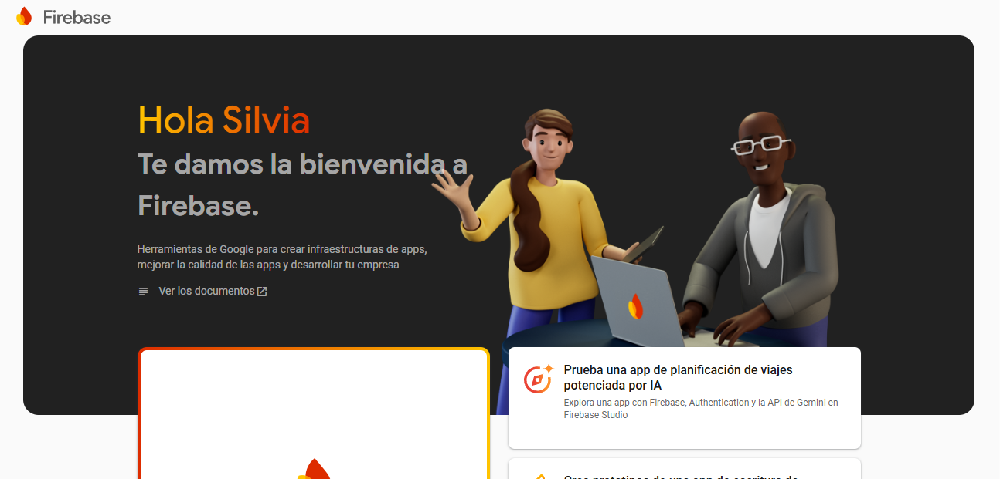 Firebase
Hola Silvia
Te damos la bienvenida a
Firebase.
Herramientas de Google para crear infraestructuras de apps,
mejorar la calidad de las apps y desarrollar tu empresa
Ver los documentos
Prueba una app de planificación de viajes
potenciada por IA
Explora una app con Firebase, Authentication y la API de Gemini en
Firebase Studio